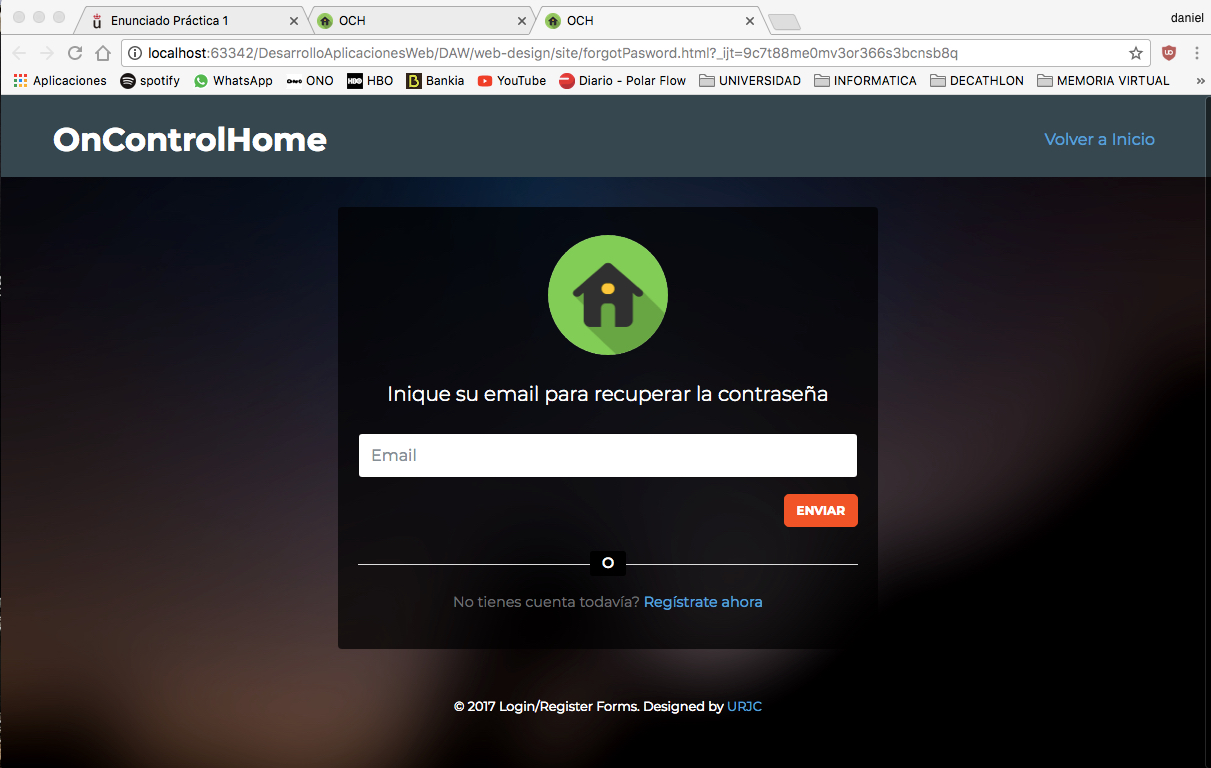 Enunciado Práctica 1
OCH
OCH
daniel
localhost:63342/DesarrolloAplicacionesWeb/DAW/web-design/site/forgotPasword.html?_ijt=9c7t8me0mv3or366s3bcnsb8q
Aplicaciones spotify WhatsApp ONO HBO Bankia YouTube Diario - Polar Flow UNIVERSIDAD INFORMATICA DECATHLON MEMORIA VIRTUAL »
OnControlHome
Volver a Inicio
Inique su email para recuperar la contraseña
Email
ENVIAR
O
No tienes cuenta todavía? Regístrate ahora
© 2017 Login/Register Forms. Designed by URJC